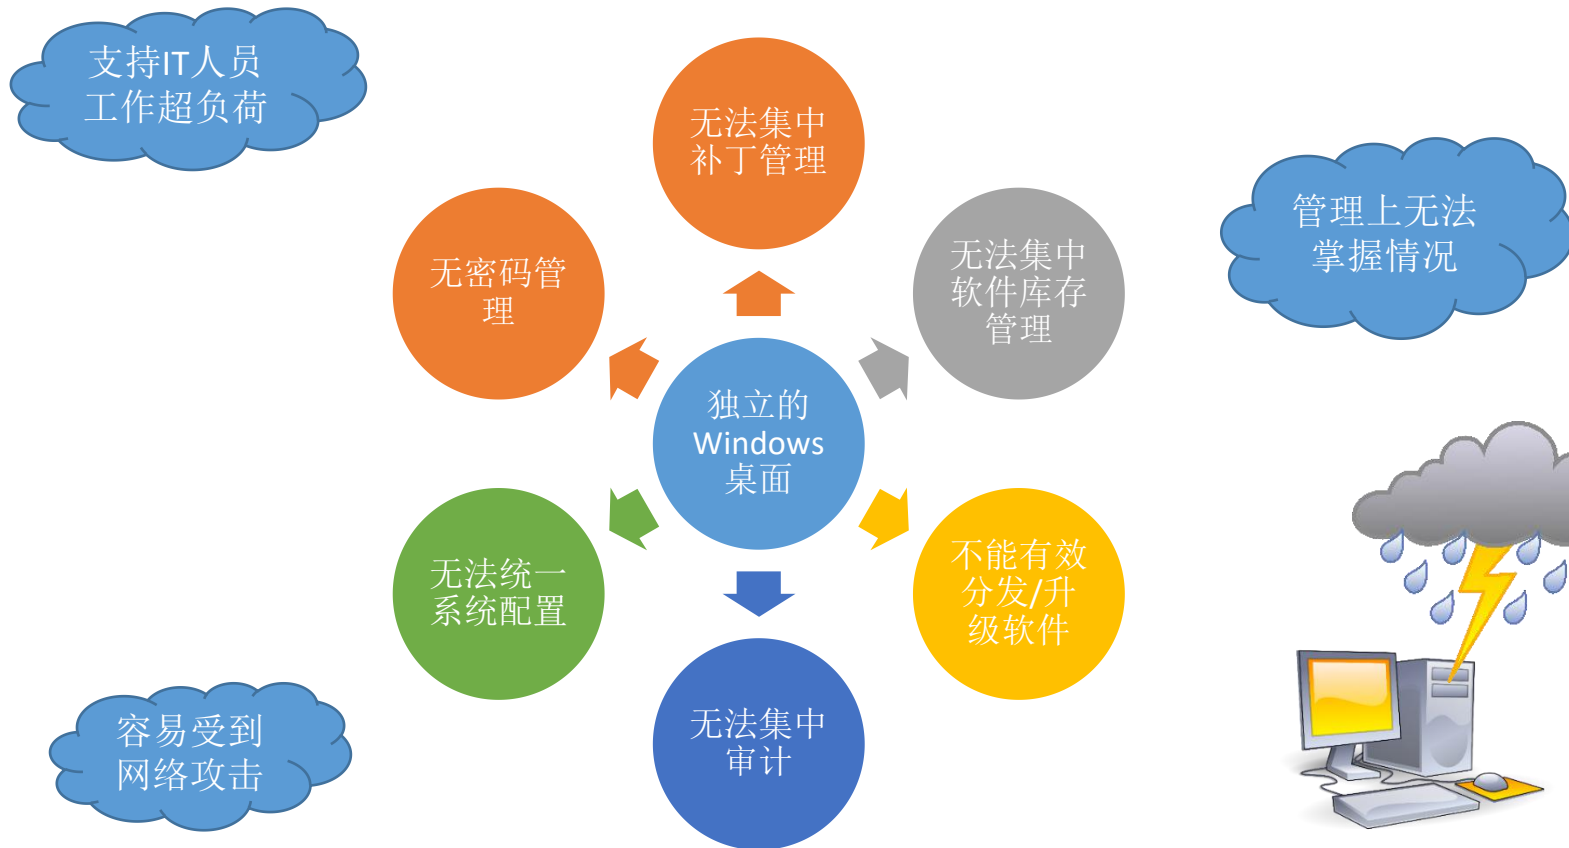 支持IT人员
工作超负荷
无法集中
补丁管理
管理上无法
掌握情况
无密码管
理
无法集中
软件库存
管理
独立的
Windows
桌面
无法统一
系统配置
不能有效
分发/升
级软件
无法集中
审计
容易受到
网络攻击